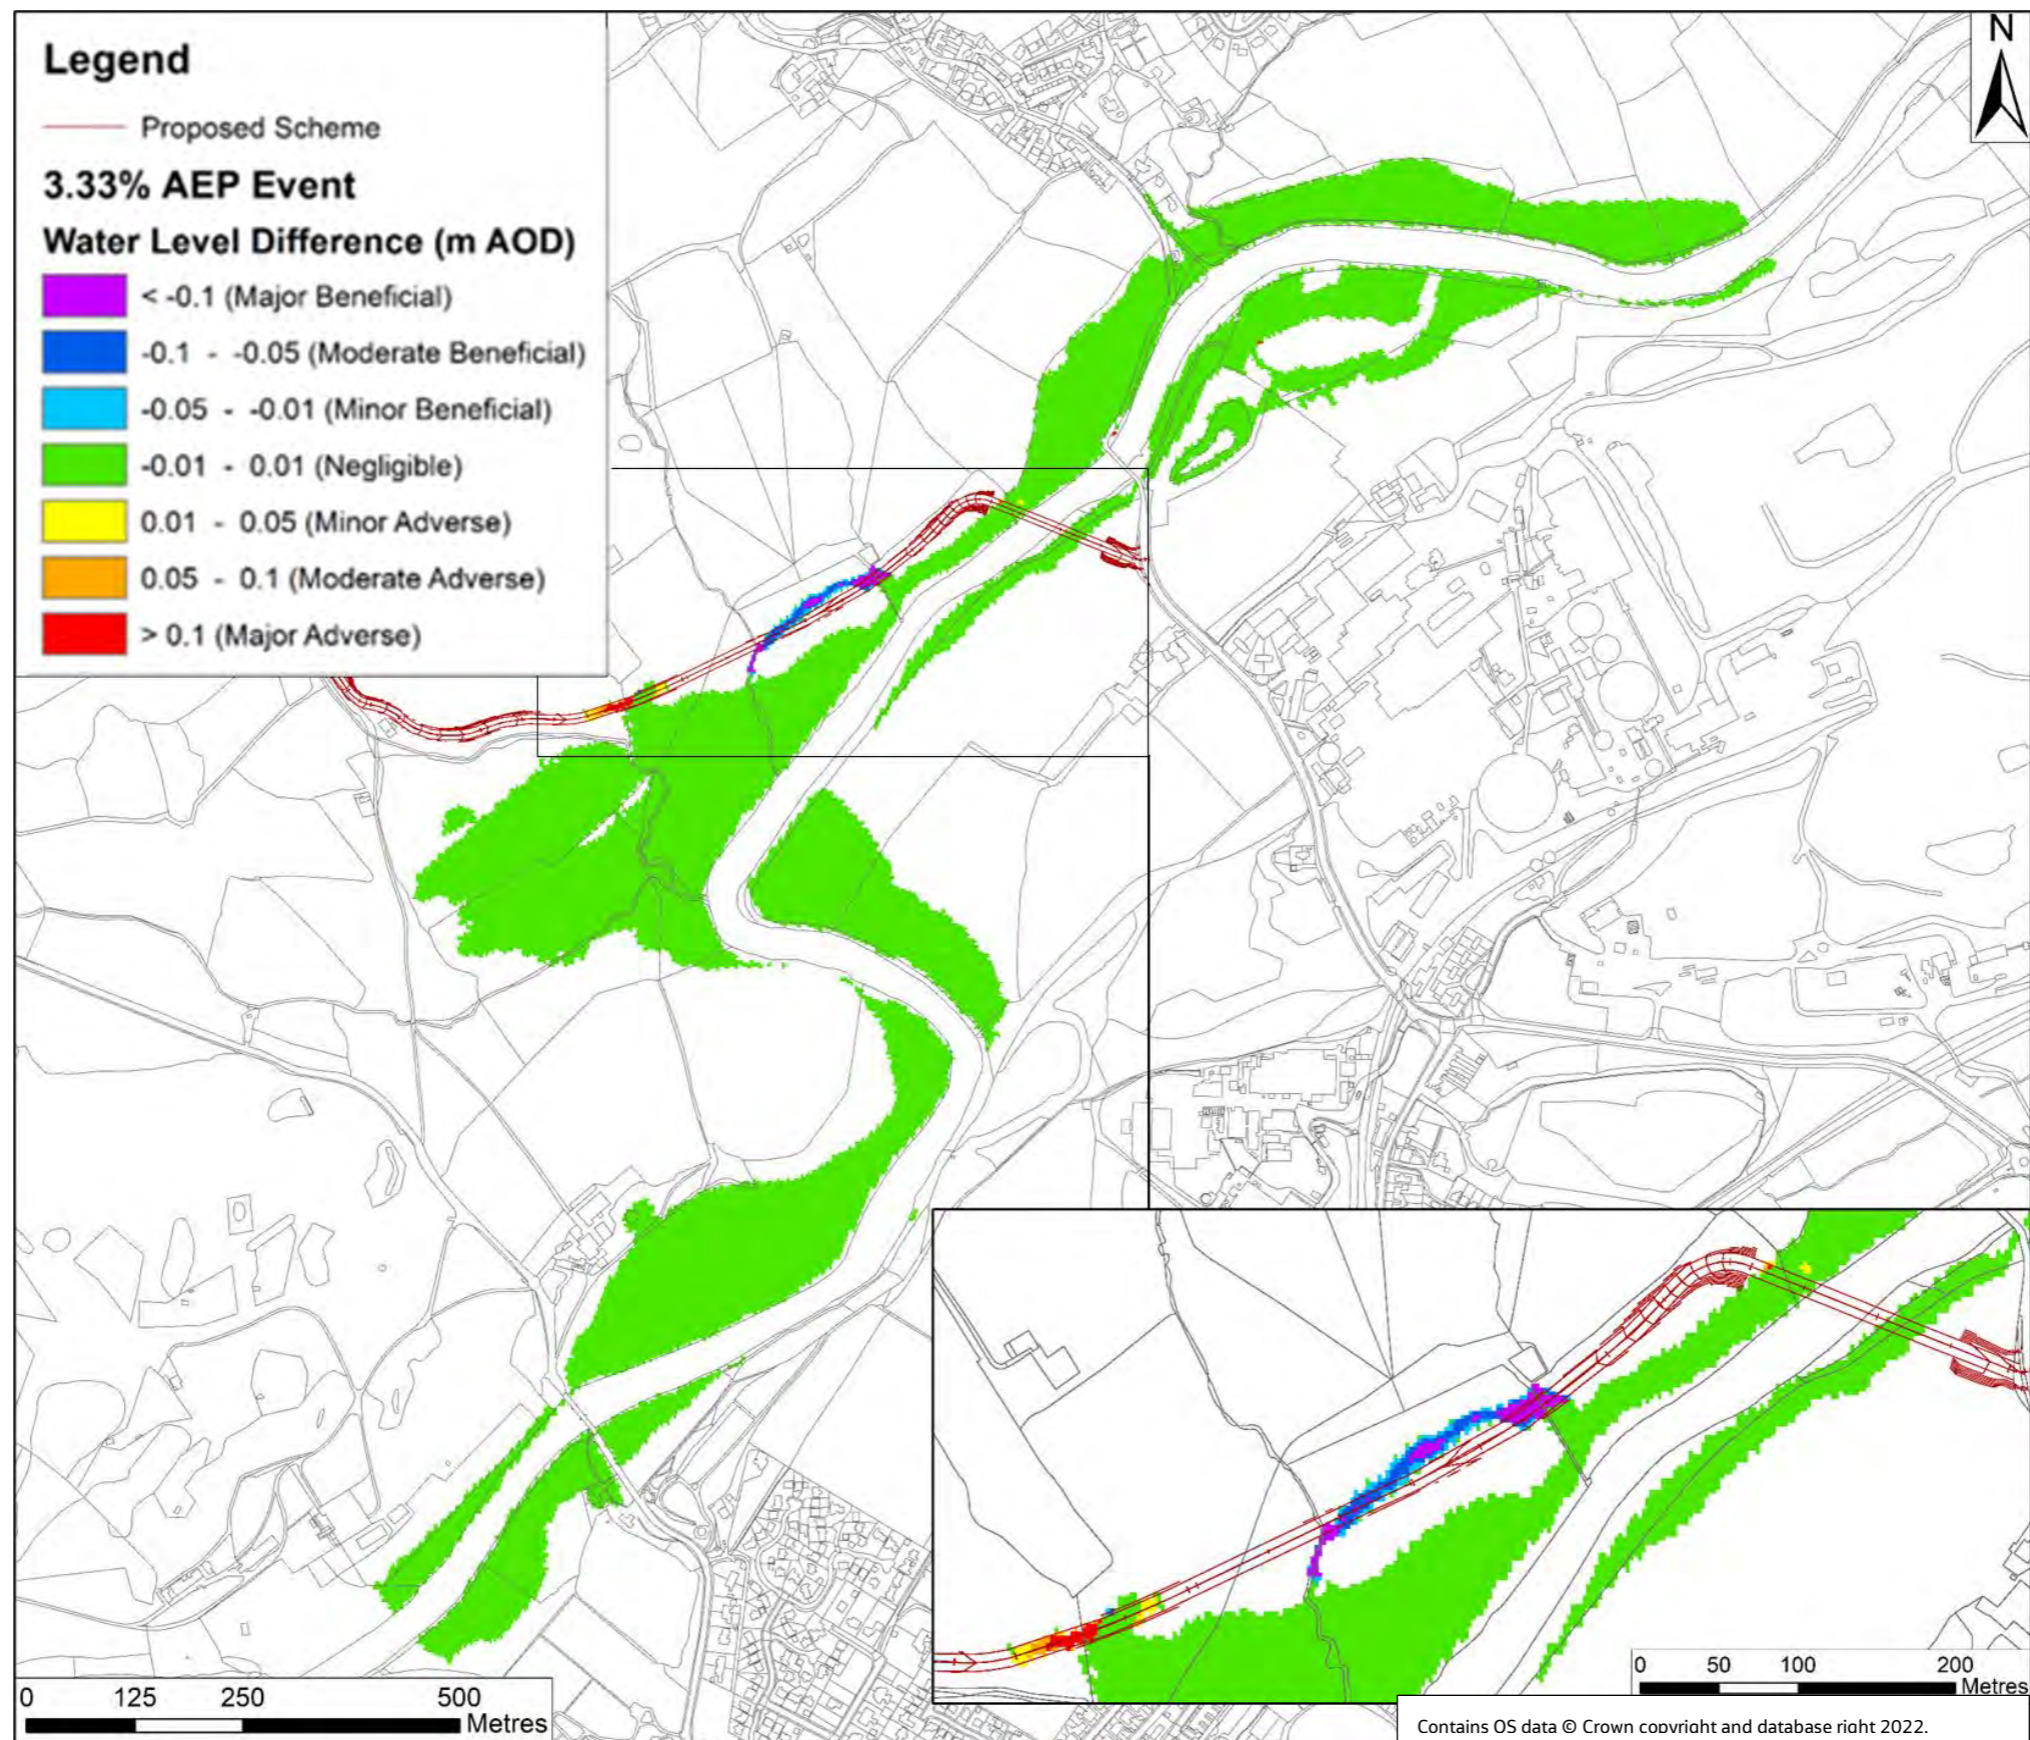 Legend
Proposed Scheme
3.33% AEP Event
Water Level Difference (m AOD)
< -0.1 (Major Beneficial)
-0.1 - -0.05 (Moderate Beneficial)
-0.05 - -0.01 (Minor Beneficial)
-0.01 - 0.01 (Negligible)
0.01 - 0.05 (Minor Adverse)
0.05 - 0.1 (Moderate Adverse)
> 0.1 (Major Adverse)
N
0 50 100 200
Metres
0 125 250 500
Metres
Contains OS data © Crown copyright and database right 2022.